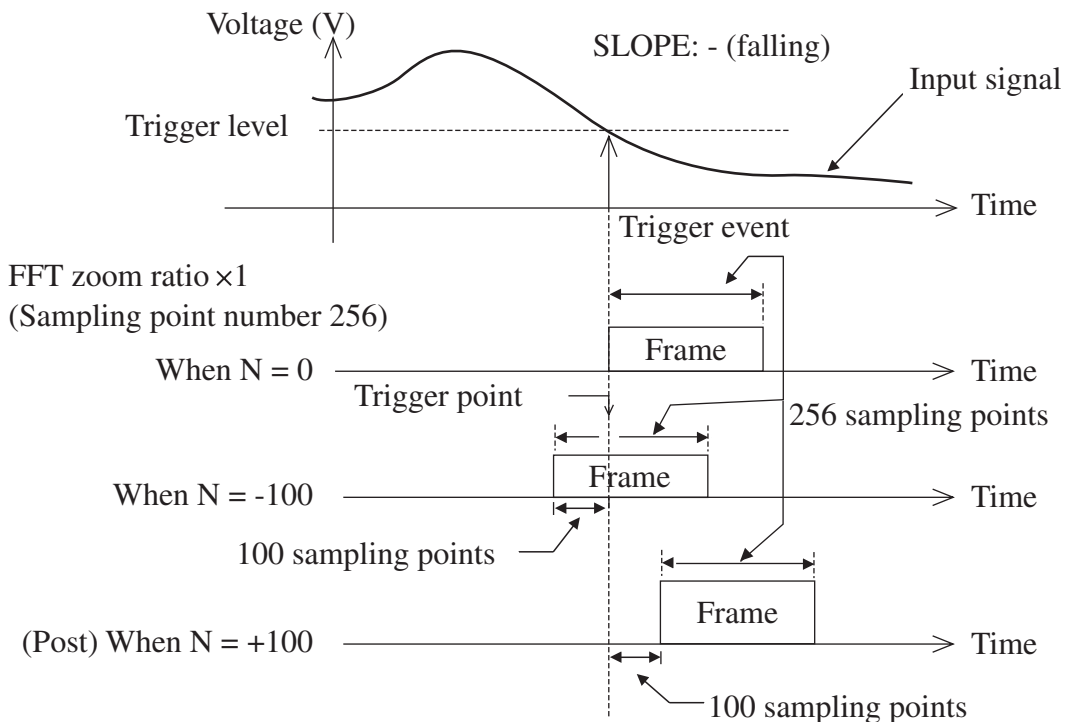 Voltage (V)
SLOPE: - (falling)
Input signal
Trigger level
Time
Trigger event
FFT zoom ratio ×1
(Sampling point number 256)
Frame
When N = 0
Time
Trigger point
256 sampling points
Frame
When N = -100
Time
100 sampling points
Frame
(Post) When N = +100
Time
100 sampling points